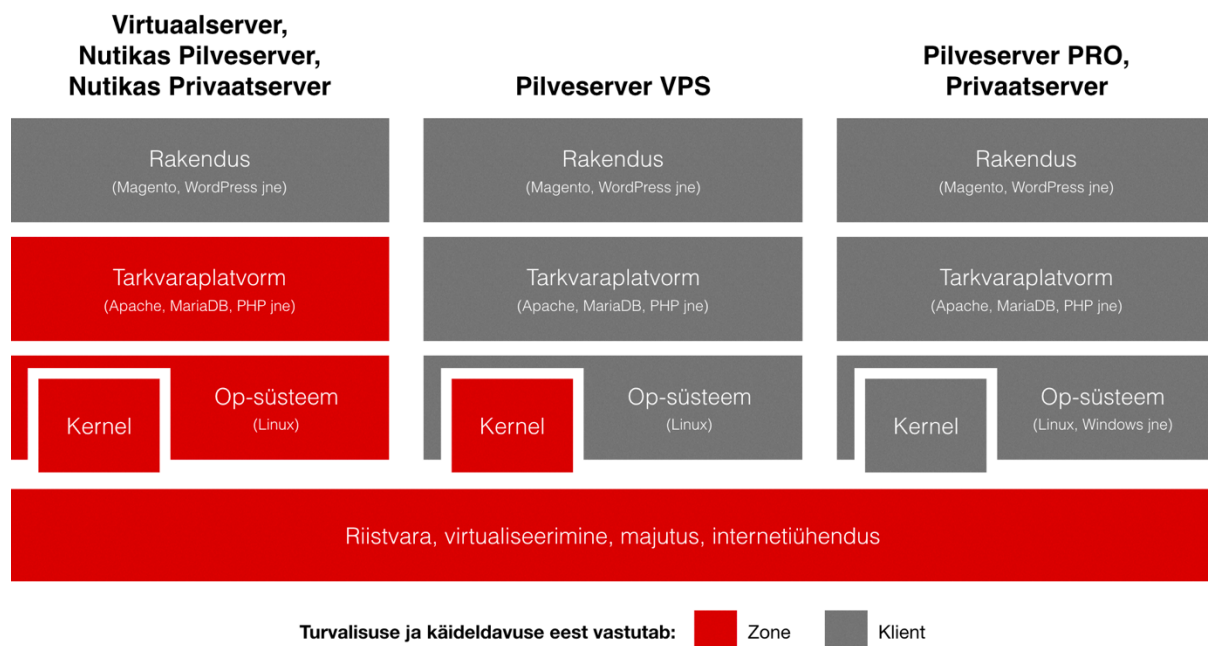 Virtuaalserver,
Nutikas Pilveserver,
Nutikas Privaatserver
Pilveserver VPS
Pilveserver PRO,
Privaatserver
Rakendus
(Magento, WordPress jne)
Rakendus
(Magento, WordPress jne)
Rakendus
(Magento, WordPress jne)
Tarkvaraplatvorm
(Apache, MariaDB, PHP jne)
Tarkvaraplatvorm
(Apache, MariaDB, PHP jne)
Tarkvaraplatvorm
(Apache, MariaDB, PHP jne)
Kernel
Op-süsteem
(Linux)
Kernel
Op-süsteem
(Linux)
Kernel
Op-süsteem
(Linux, Windows jne)
Riistvara, virtualiseerimine, majutus, internetiühendus
Turvalisuse ja käideldavuse eest vastutab: Zone Klient